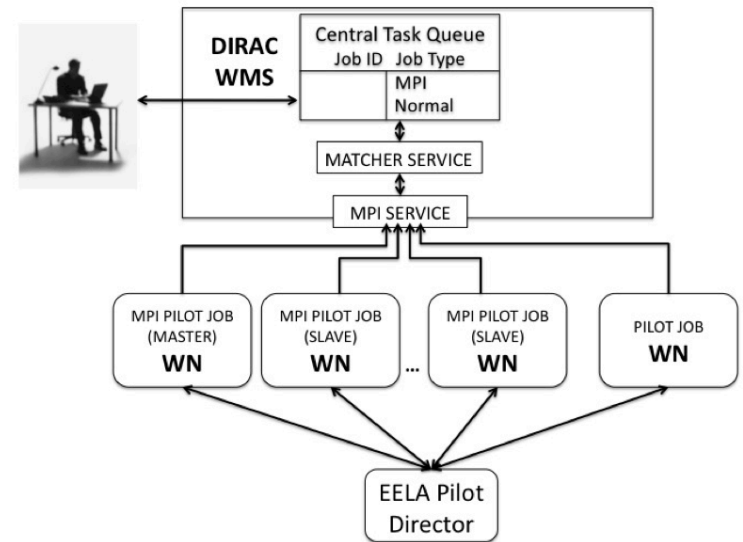 DIRAC
WMS
Central Task Queue
Job ID Job Type
MPI
Normal
MATCHER SERVICE
MPI SERVICE
MPI PILOT JOB
(MASTER)
WN
MPI PILOT JOB
(SLAVE)
WN
...
MPI PILOT JOB
(SLAVE)
WN
PILOT JOB
WN
EELA Pilot
Director